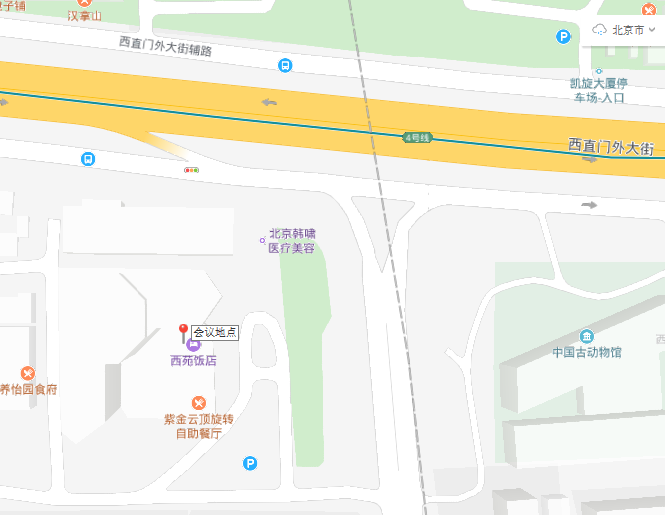 汉拿山
北京市
西直门外大街辅路
P
凯旋大厦停
车场-入口
4号线
西直门外大街
北京韩啸
医疗美容
会议地点
西苑饭店
中国古动物馆
养怡园食府
紫金云顶旋转
自助餐厅
P